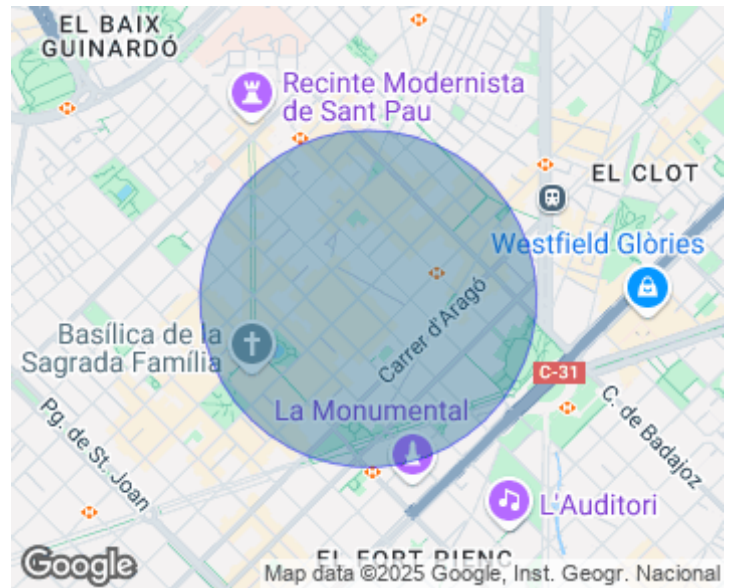 EL BAIX
GUINARDÓ
Recinte Modernista
de Sant Pau
EL CLOT
Westfield Glòries
Carrer d'Aragó
Basílica de la
Sagrada Família
C-31
La Monumental
C. de Badajoz
Pg. de St. Joan
L'Auditori
EL FORT PIENC
Google
Map data ©2025 Google, Inst. Geogr. Nacional